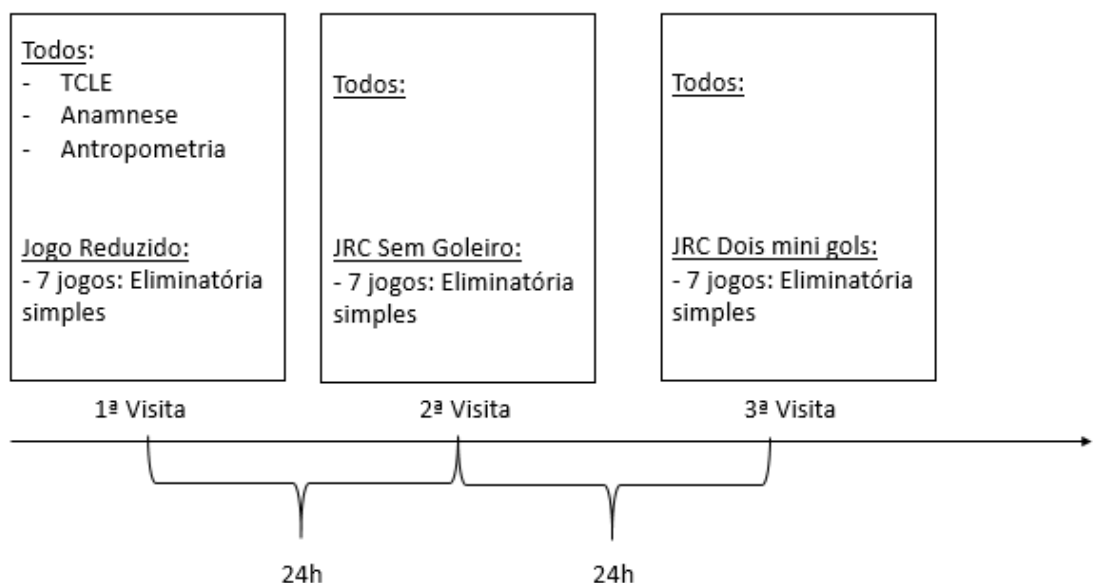 Todos:
- TCLE
- Anamnese
- Antropometria
Jogo Reduzido:
- 7 jogos: Eliminatória
simples
1ª Visita
Todos:
JRC Sem Goleiro:
- 7 jogos: Eliminatória
simples
2ª Visita
Todos:
JRC Dois mini gols:
- 7 jogos: Eliminatória
simples
3ª Visita
24h
24h